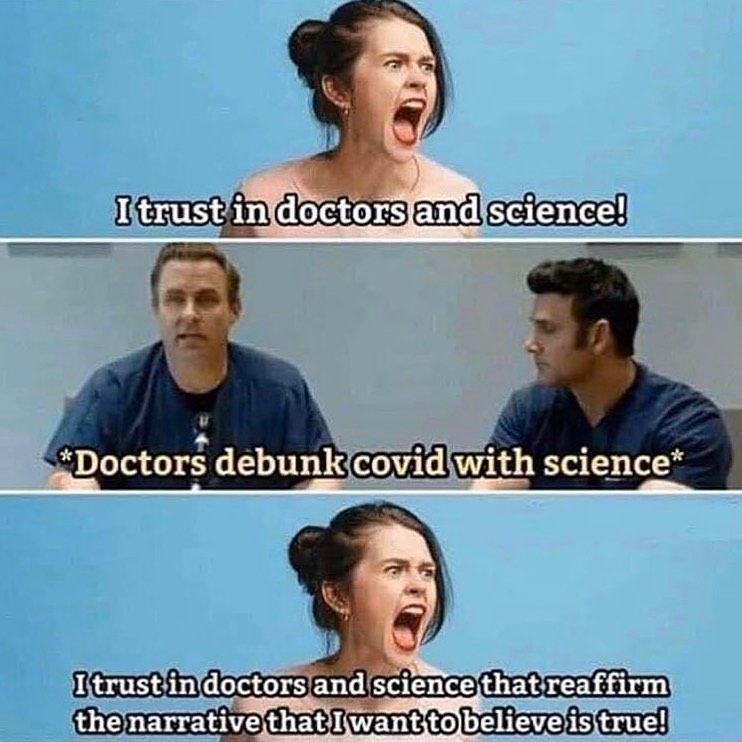 I trust in doctors and science!
*Doctors debunk covid with science*
I trust in doctors and science that reaffirm
the narrative that I want to believe is true!